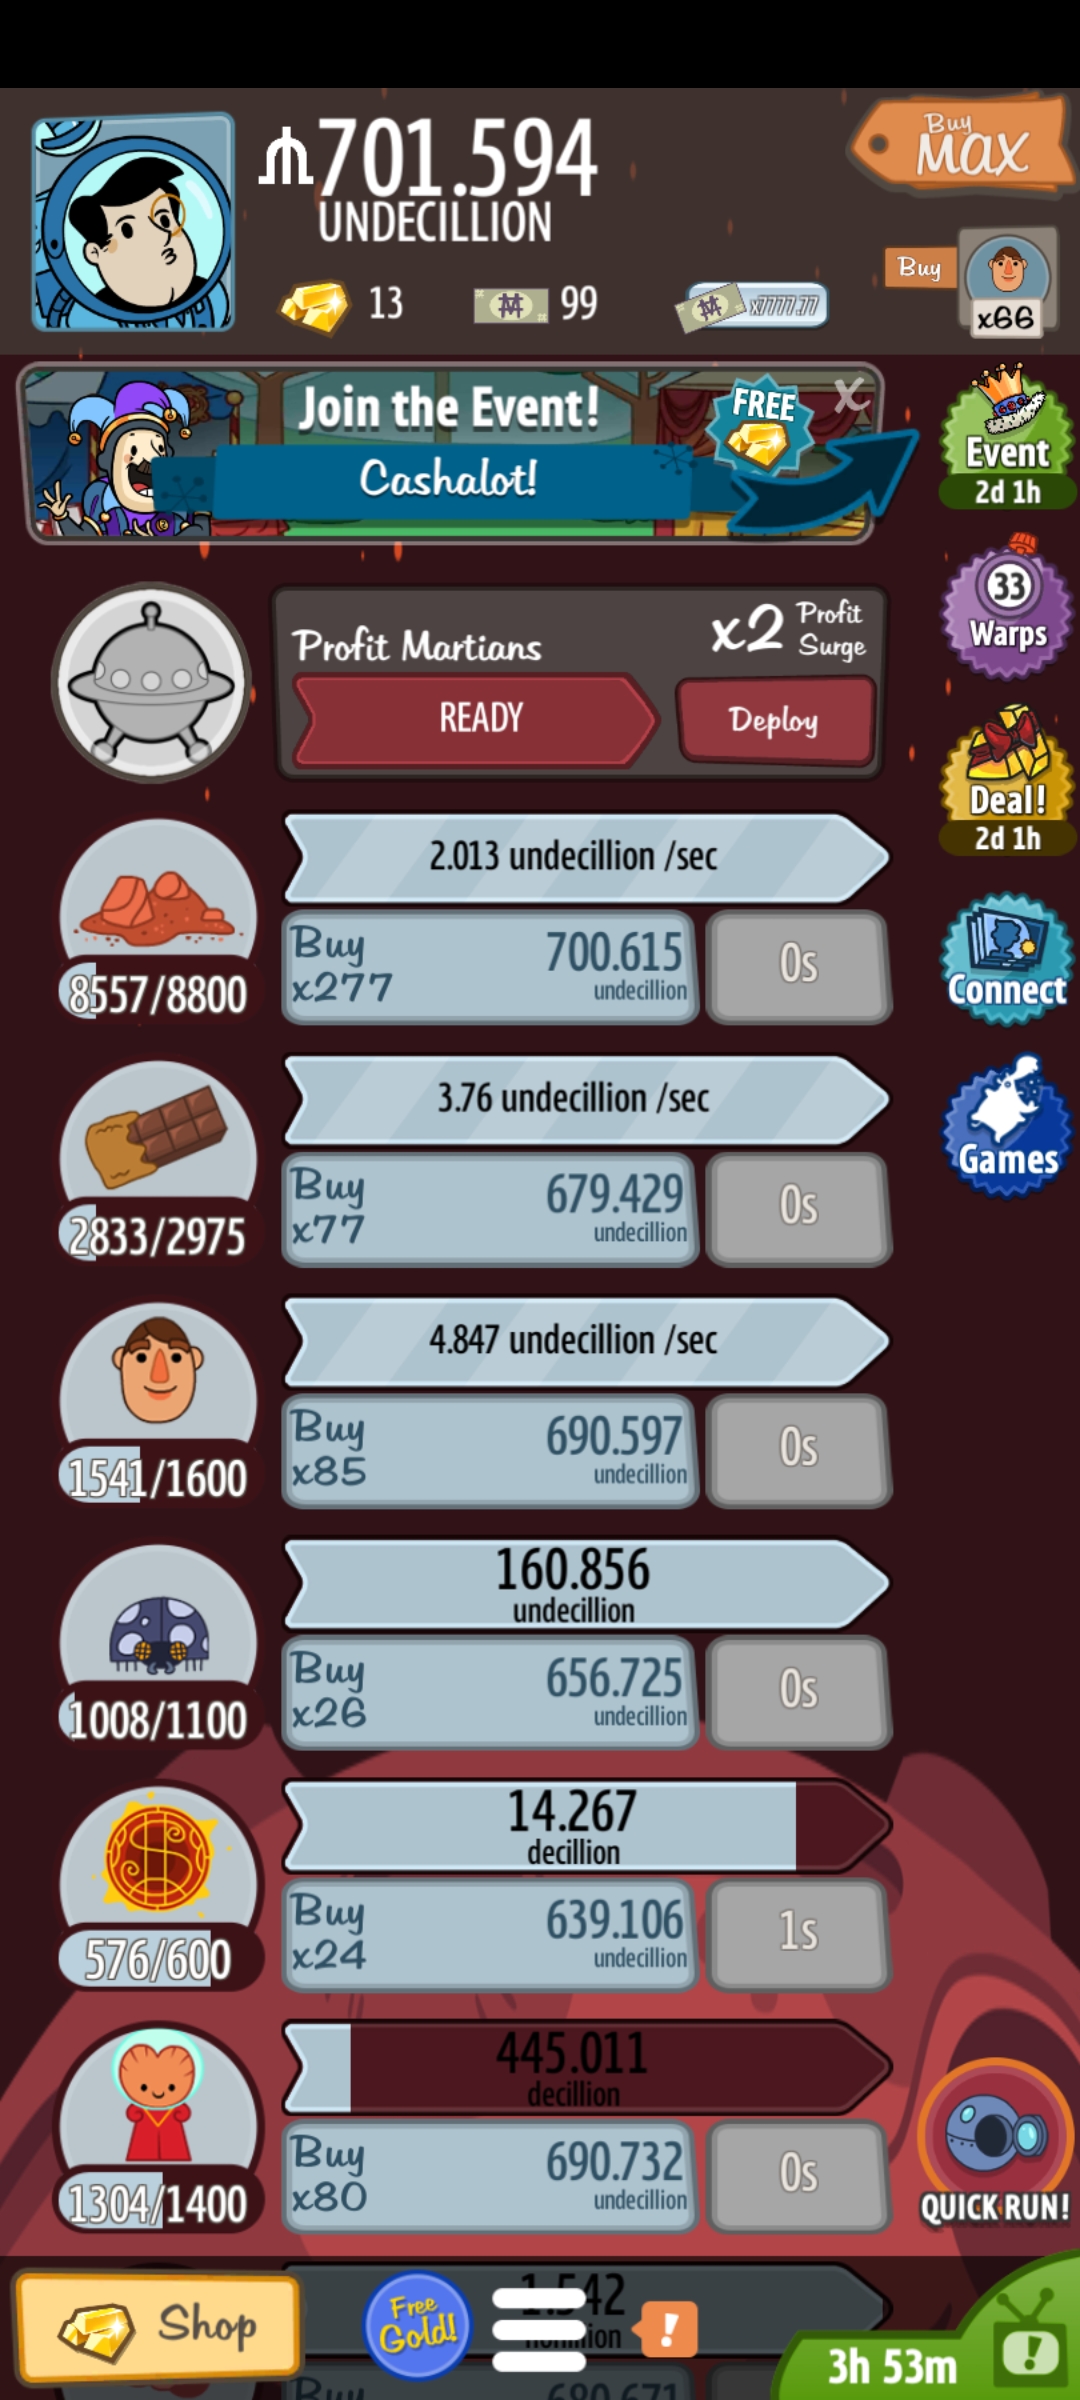 701.594
UNDECILLION
Buy
MAX
13
99
x7777.77
Buy
x66
Join the Event!
FREE
X
Cashalot!
Event
2d 1h
Profit Martians
x2 Profit Surge
READY
Deploy
33
Warps
Deal!
2d 1h
2.013 undecillion /sec
Buy
x277
700.615
undecillion
0s
8557/8800
Connect
3.76 undecillion /sec
Buy
x77
679.429
undecillion
0s
2833/2975
Games
4.847 undecillion /sec
Buy
x85
690.597
undecillion
0s
1541/1600
160.856
undecillion
Buy
x26
656.725
undecillion
0s
1008/1100
14.267
decillion
Buy
x24
639.106
undecillion
1s
576/600
445.011
decillion
Buy
x80
690.732
undecillion
0s
1304/1400
QUICK RUN!
Shop
Free
Gold!
!
3h 53m
!
Buy
680.671